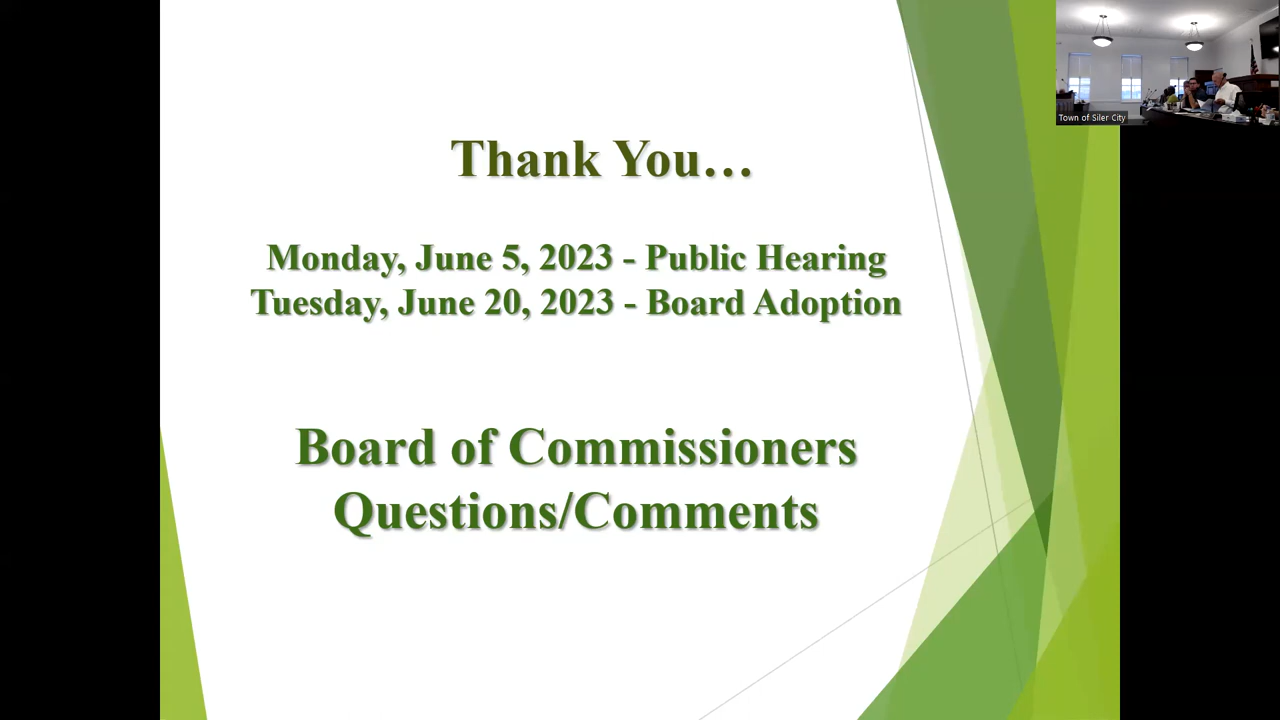 Thank You…
Monday, June 5, 2023 - Public Hearing
Tuesday, June 20, 2023 - Board Adoption
Board of Commissioners
Questions/Comments
Town of Siler City